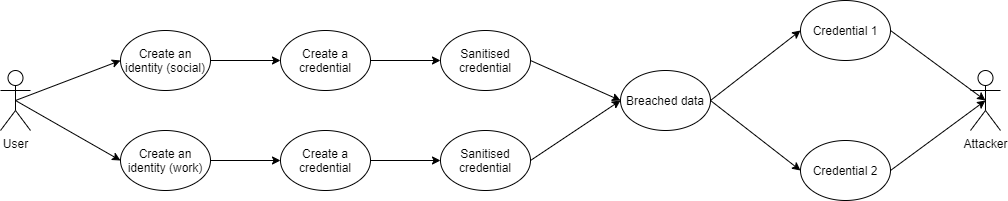 User
Create an
identity (social)
Create a
credential
Sanitised
credential
Create an
identity (work)
Create a
credential
Sanitised
credential
Breached data
Credential 1
Credential 2
Attacker